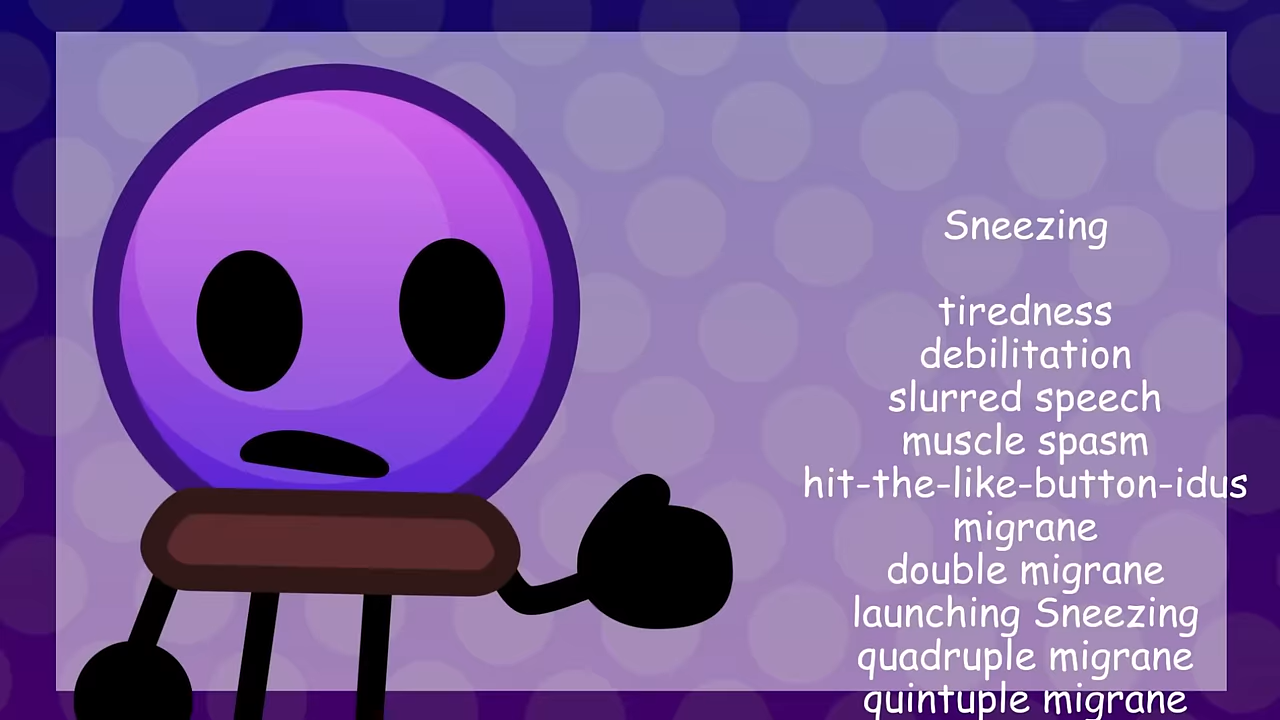 Sneezing
tiredness
debilitation
slurred speech
muscle spasm
hit-the-like-button-idus
migrane
double migrane
launching Sneezing
quadruple migrane
quintuple migrane